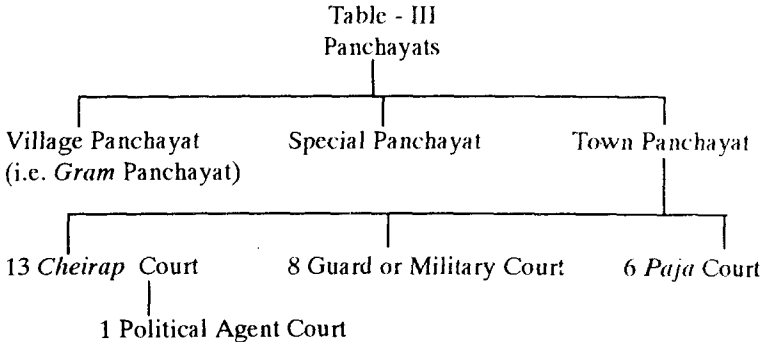 Table - III
Panchayats
Village Panchayat Special Panchayat Town Panchayat
(i.e. Gram Panchayat)
13 Cheirap Court 8 Guard or Military Court 6 Paja Court
1 Political Agent Court